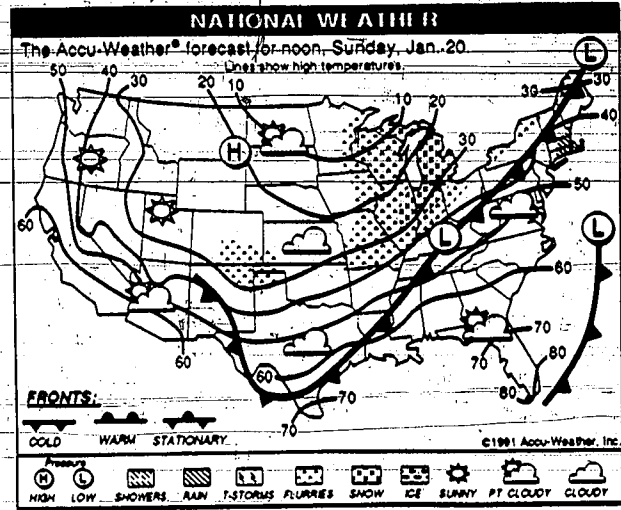 NATIONAL WEATHER
The Accu-Weather® forecast for noon, Sunday, Jan. 20.
Lines show high temperatures.
50 40 30 20 10 10 20 30 30 30 40
L
H
50
60
L
L
60
60
60
70
70
80
80
70
70
FRONTS:
COLD WARM STATIONARY
©1991 Accu-Weather, Inc.
Pressure
H L
HIGH LOW SHOWERS RAIN T-STORMS FLURRIES SNOW ICE SUNNY PT CLOUDY CLOUDY